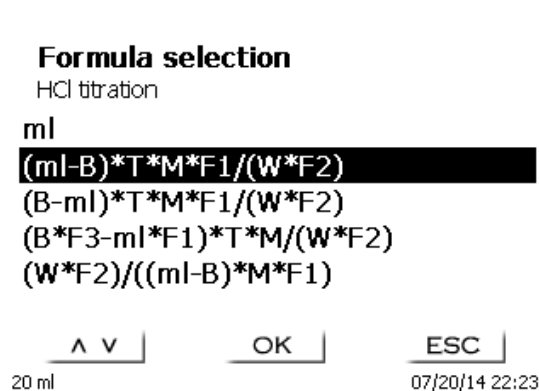 Formula selection
HCl titration
ml
(ml-B)*T*M*F1/(W*F2)
(B-ml)*T*M*F1/(W*F2)
(B*F3-ml*F1)*T*M/(W*F2)
(W*F2)/((ml-B)*M*F1)
∧ ∨ OK ESC
20 ml 07/20/14 22:23